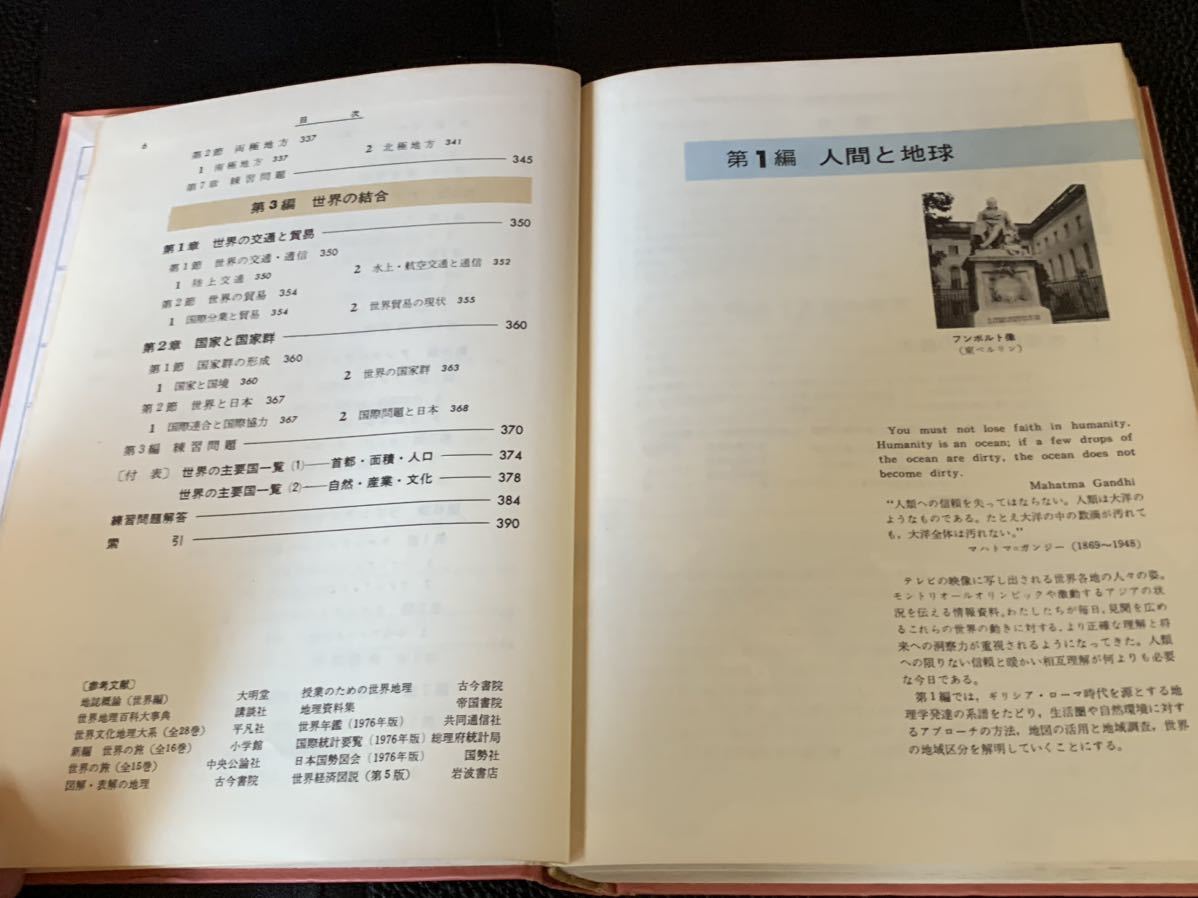 目次
6
第2節 両極地方 337
1 南極地方 337 2 北極地方 341
第7章 練習問題 345
第3編 世界の結合
第1章 世界の交通と貿易 350
第1節 世界の交通・通信 350
1 陸上交通 350 2 水上・航空交通と通信 352
第2節 世界の貿易 354
1 国際分業と貿易 354 2 世界貿易の現状 355
第2章 国家と国家群 360
第1節 国家群の形成 360
1 国家と国境 360 2 世界の国家群 363
第2節 世界と日本 367
1 国際連合と国際協力 367 2 国際問題と日本 368
第3編 練習問題 370
〔付表〕 世界の主要国一覧 (1)——首都・面積・人口 374
世界の主要国一覧 (2)——自然・産業・文化 378
練習問題解答 384
索引 390
〔参考文献〕
地誌概論(世界編) 大明堂 授業のための世界地理 古今書院
世界地理百科大事典 講談社 地理資料集 帝国書院
世界文化地理大系(全28巻) 平凡社 世界年鑑(1976年版) 共同通信社
新編 世界の旅(全16巻) 小学館 国際統計要覧(1976年版) 総理府統計局
世界の旅(全15巻) 中央公論社 日本国勢図会(1976年版) 国勢社
図解・表解の地理 古今書院 世界経済図説(第5版) 岩波書店
第1編 人間と地球
フンボルト像
(東ベルリン)
You must not lose faith in humanity.
Humanity is an ocean; if a few drops of
the ocean are dirty, the ocean does not
become dirty.
Mahatma Gandhi
“人類への信頼を失ってはならない。人類は大洋の
ようなものである。たとえ大洋の中の数滴が汚れて
も，大洋全体は汚れない。”
マハトマ=ガンジー (1869〜1948)
テレビの映像に写し出される世界各地の人々の姿。
モントリオールオリンピックや激動するアジアの状
況を伝える情報資料。わたしたちが毎日，見聞を広め
るこれらの世界の動きに対する，より正確な理解と将
来への洞察力が重視されるようになってきた。人類
への限りない信頼と暖かい相互理解が何よりも必要
な今日である。
第1編では，ギリシア・ローマ時代を源とする地
理学発達の系譜をたどり，生活圏や自然環境に対す
るアプローチの方法，地図の活用と地域調査，世界
の地域区分を解明していくことにする。